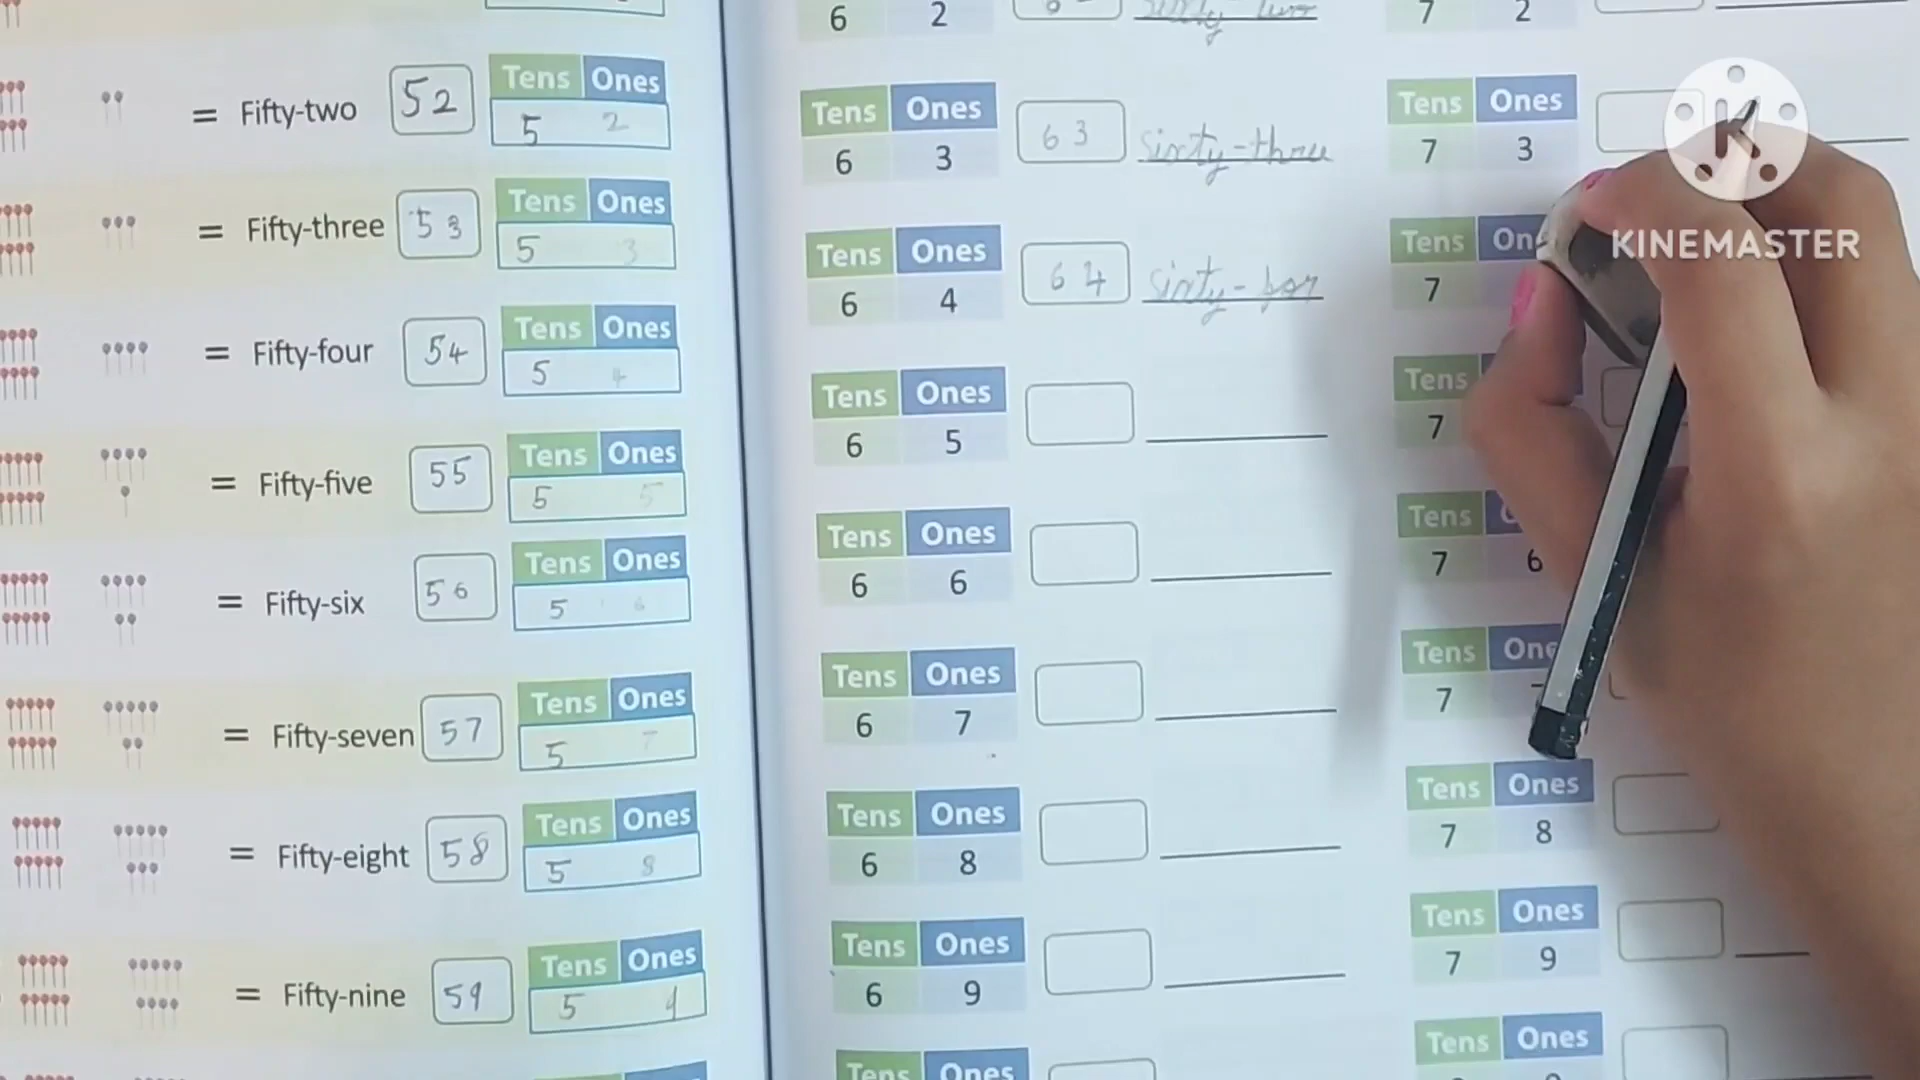 6 2 sixty-two
7 2
= Fifty-two 52 Tens Ones
5 2
Tens Ones 63 sixty-three
6 3
Tens Ones
7 3
KINEMASTER
= Fifty-three 53 Tens Ones
5 3
Tens Ones 64 sixty-for
6 4
Tens
7
= Fifty-four 54 Tens Ones
5 4
Tens Ones
6 5
Tens
7
= Fifty-five 55 Tens Ones
5 5
Tens Ones
6 6
Tens
7 6
= Fifty-six 56 Tens Ones
5 6
Tens Ones
6 7
Tens
7
= Fifty-seven 57 Tens Ones
5 7
Tens Ones
6 8
Tens Ones
7 8
= Fifty-eight 58 Tens Ones
5 8
Tens Ones
6 9
Tens Ones
7 9
= Fifty-nine 59 Tens Ones
5 9
Tens Ones
Tens Ones